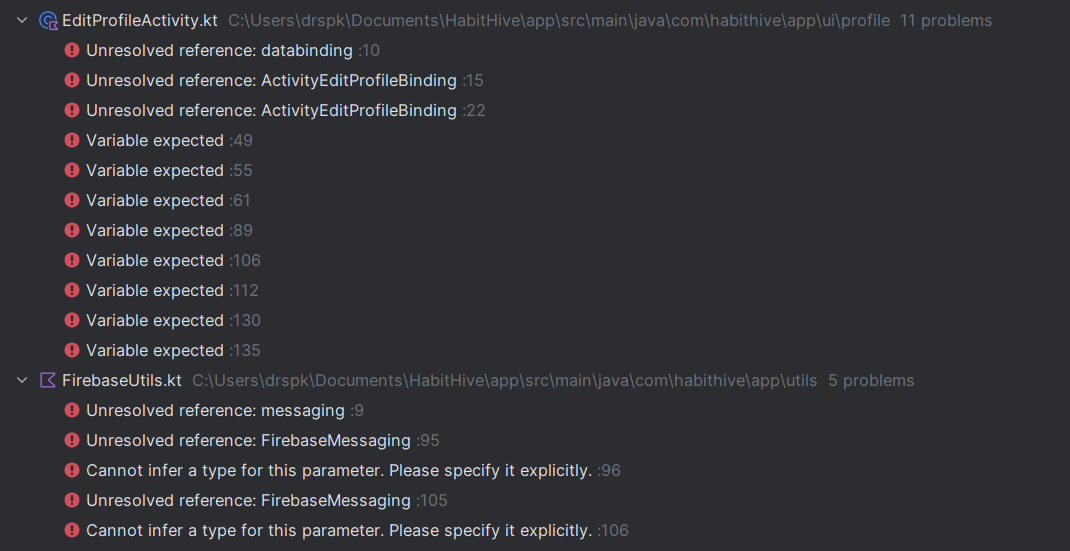 EditProfileActivity.kt C:\Users\drspk\Documents\HabitHive\app\src\main\java\com\habithive\app\ui\profile 11 problems
Unresolved reference: databinding :10
Unresolved reference: ActivityEditProfileBinding :15
Unresolved reference: ActivityEditProfileBinding :22
Variable expected :49
Variable expected :55
Variable expected :61
Variable expected :89
Variable expected :106
Variable expected :112
Variable expected :130
Variable expected :135
FirebaseUtils.kt C:\Users\drspk\Documents\HabitHive\app\src\main\java\com\habithive\app\utils 5 problems
Unresolved reference: messaging :9
Unresolved reference: FirebaseMessaging :95
Cannot infer a type for this parameter. Please specify it explicitly. :96
Unresolved reference: FirebaseMessaging :105
Cannot infer a type for this parameter. Please specify it explicitly. :106